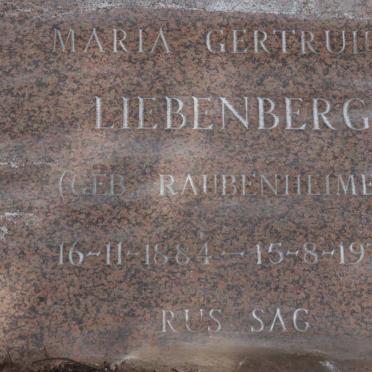 MARIA GERTRUI
LIEBENBERG
(GEB. RAUBENHEIME
16-11-1884 - 15-8-19
RUS SAG